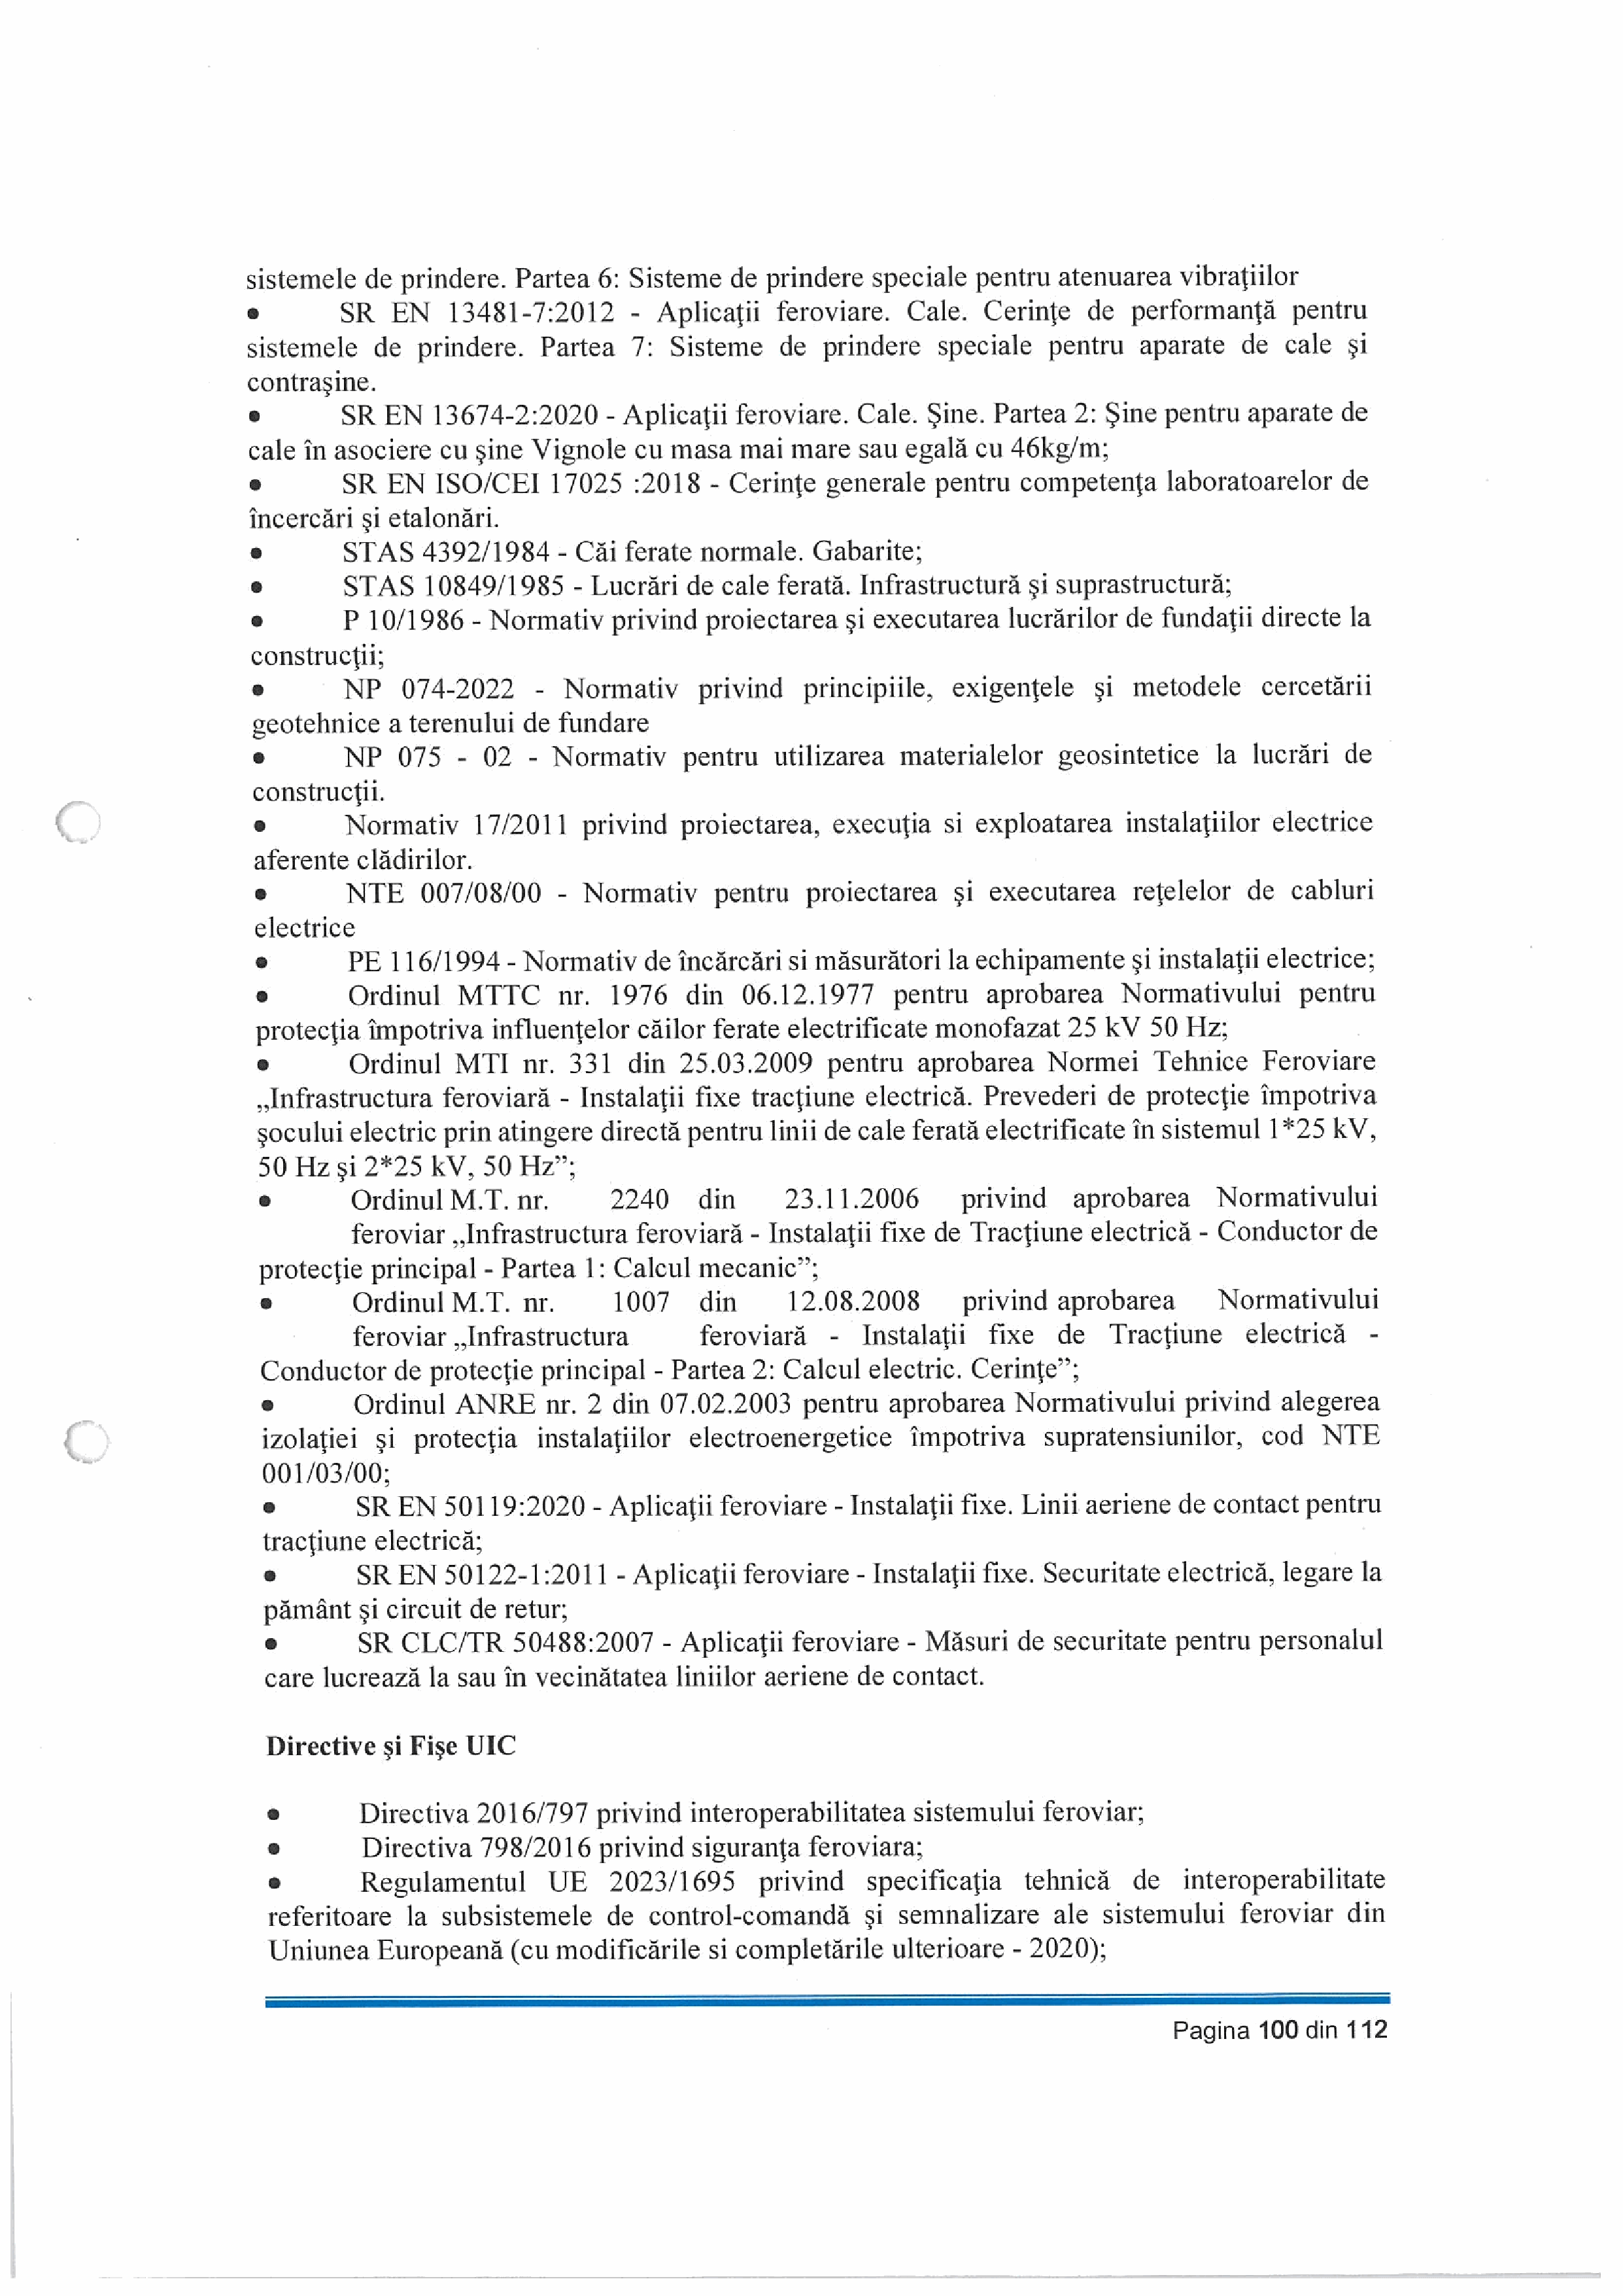 sistemele de prindere. Partea 6: Sisteme de prindere speciale pentru atenuarea vibraţiilor
• SR EN 13481-7:2012 - Aplicaţii feroviare. Cale. Cerinţe de performanţă pentru
sistemele de prindere. Partea 7: Sisteme de prindere speciale pentru aparate de cale şi
contraşine.
• SR EN 13674-2:2020 - Aplicaţii feroviare. Cale. Şine. Partea 2: Şine pentru aparate de
cale în asociere cu şine Vignole cu masa mai mare sau egală cu 46kg/m;
• SR EN ISO/CEI 17025 :2018 - Cerinţe generale pentru competenţa laboratoarelor de
încercări şi etalonări.
• STAS 4392/1984 - Căi ferate normale. Gabarite;
• STAS 10849/1985 - Lucrări de cale ferată. Infrastructură şi suprastructură;
• P 10/1986 - Normativ privind proiectarea şi executarea lucrărilor de fundaţii directe la
construcţii;
• NP 074-2022 - Normativ privind principiile, exigenţele şi metodele cercetării
geotehnice a terenului de fundare
• NP 075 - 02 - Normativ pentru utilizarea materialelor geosintetice la lucrări de
construcţii.
• Normativ 17/2011 privind proiectarea, execuţia si exploatarea instalaţiilor electrice
aferente clădirilor.
• NTE 007/08/00 - Normativ pentru proiectarea şi executarea reţelelor de cabluri
electrice
• PE 116/1994 - Normativ de încărcări si măsurători la echipamente şi instalaţii electrice;
• Ordinul MTTC nr. 1976 din 06.12.1977 pentru aprobarea Normativului pentru
protecţia împotriva influenţelor căilor ferate electrificate monofazat 25 kV 50 Hz;
• Ordinul MTI nr. 331 din 25.03.2009 pentru aprobarea Normei Tehnice Feroviare
„Infrastructura feroviară - Instalaţii fixe tracţiune electrică. Prevederi de protecţie împotriva
şocului electric prin atingere directă pentru linii de cale ferată electrificate în sistemul 1*25 kV,
50 Hz şi 2*25 kV, 50 Hz”;
• Ordinul M.T. nr. 2240 din 23.11.2006 privind aprobarea Normativului
feroviar „Infrastructura feroviară - Instalaţii fixe de Tracţiune electrică - Conductor de
protecţie principal - Partea 1: Calcul mecanic”;
• Ordinul M.T. nr. 1007 din 12.08.2008 privind aprobarea Normativului
feroviar „Infrastructura feroviară - Instalaţii fixe de Tracţiune electrică -
Conductor de protecţie principal - Partea 2: Calcul electric. Cerinţe”;
• Ordinul ANRE nr. 2 din 07.02.2003 pentru aprobarea Normativului privind alegerea
izolaţiei şi protecţia instalaţiilor electroenergetice împotriva supratensiunilor, cod NTE
001/03/00;
• SR EN 50119:2020 - Aplicaţii feroviare - Instalaţii fixe. Linii aeriene de contact pentru
tracţiune electrică;
• SR EN 50122-1:2011 - Aplicaţii feroviare - Instalaţii fixe. Securitate electrică, legare la
pământ şi circuit de retur;
• SR CLC/TR 50488:2007 - Aplicaţii feroviare - Măsuri de securitate pentru personalul
care lucrează la sau în vecinătatea liniilor aeriene de contact.
Directive şi Fişe UIC
• Directiva 2016/797 privind interoperabilitatea sistemului feroviar;
• Directiva 798/2016 privind siguranţa feroviara;
• Regulamentul UE 2023/1695 privind specificaţia tehnică de interoperabilitate
referitoare la subsistemele de control-comandă şi semnalizare ale sistemului feroviar din
Uniunea Europeană (cu modificările si completările ulterioare - 2020);
Pagina 100 din 112